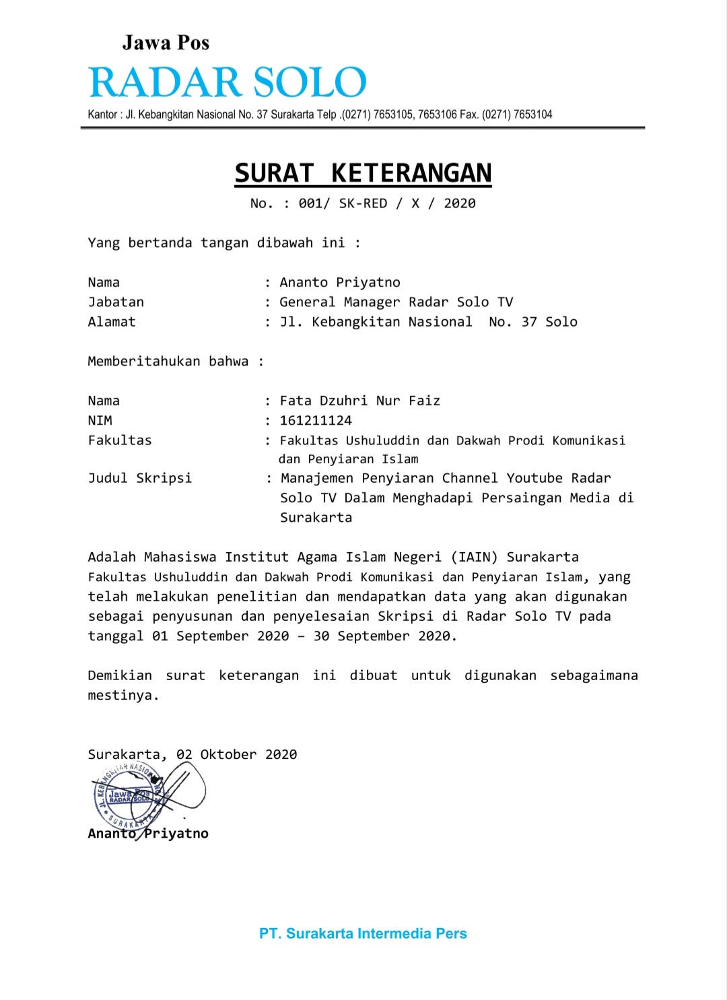 Jawa Pos
RADAR SOLO
Kantor : Jl. Kebangkitan Nasional No. 37 Surakarta Telp .(0271) 7653105, 7653106 Fax. (0271) 7653104
SURAT KETERANGAN
No. : 001/ SK-RED / X / 2020
Yang bertanda tangan dibawah ini :
Nama : Ananto Priyatno
Jabatan : General Manager Radar Solo TV
Alamat : Jl. Kebangkitan Nasional No. 37 Solo
Memberitahukan bahwa :
Nama : Fata Dzuhri Nur Faiz
NIM : 161211124
Fakultas : Fakultas Ushuluddin dan Dakwah Prodi Komunikasi
dan Penyiaran Islam
Judul Skripsi : Manajemen Penyiaran Channel Youtube Radar
Solo TV Dalam Menghadapi Persaingan Media di
Surakarta
Adalah Mahasiswa Institut Agama Islam Negeri (IAIN) Surakarta
Fakultas Ushuluddin dan Dakwah Prodi Komunikasi dan Penyiaran Islam, yang
telah melakukan penelitian dan mendapatkan data yang akan digunakan
sebagai penyusunan dan penyelesaian Skripsi di Radar Solo TV pada
tanggal 01 September 2020 – 30 September 2020.
Demikian surat keterangan ini dibuat untuk digunakan sebagaimana
mestinya.
Surakarta, 02 Oktober 2020
JL. KEBANGKITAN NASIONAL
Jawa Pos
RADAR SOLO
SURAKARTA
Ananto Priyatno
PT. Surakarta Intermedia Pers